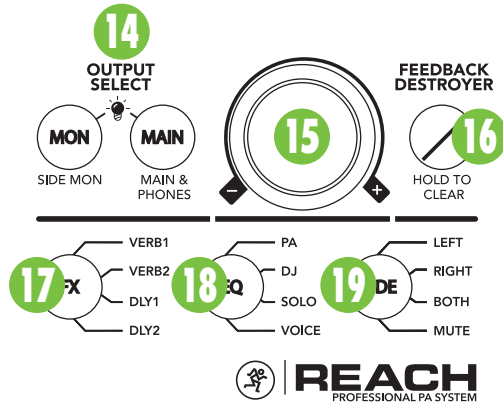 14
OUTPUT
SELECT
MON
MAIN
SIDE MON
MAIN &
PHONES
15
FEEDBACK
DESTROYER
16
HOLD TO
CLEAR
17
FX
VERB1
VERB2
DLY1
DLY2
18
EQ
PA
DJ
SOLO
VOICE
19
DE
LEFT
RIGHT
BOTH
MUTE
REACH
PROFESSIONAL PA SYSTEM